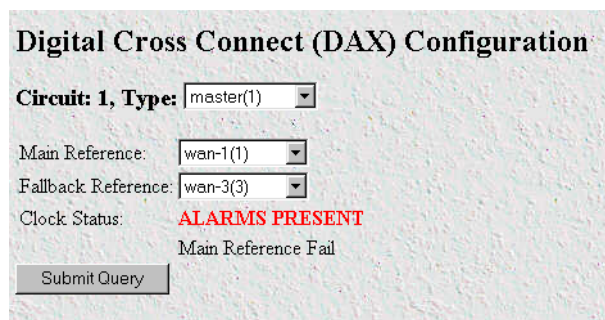 Digital Cross Connect (DAX) Configuration
Circuit: 1, Type: master(1)
Main Reference: wan-1(1)
Fallback Reference: wan-3(3)
Clock Status: ALARMS PRESENT
Main Reference Fail
Submit Query